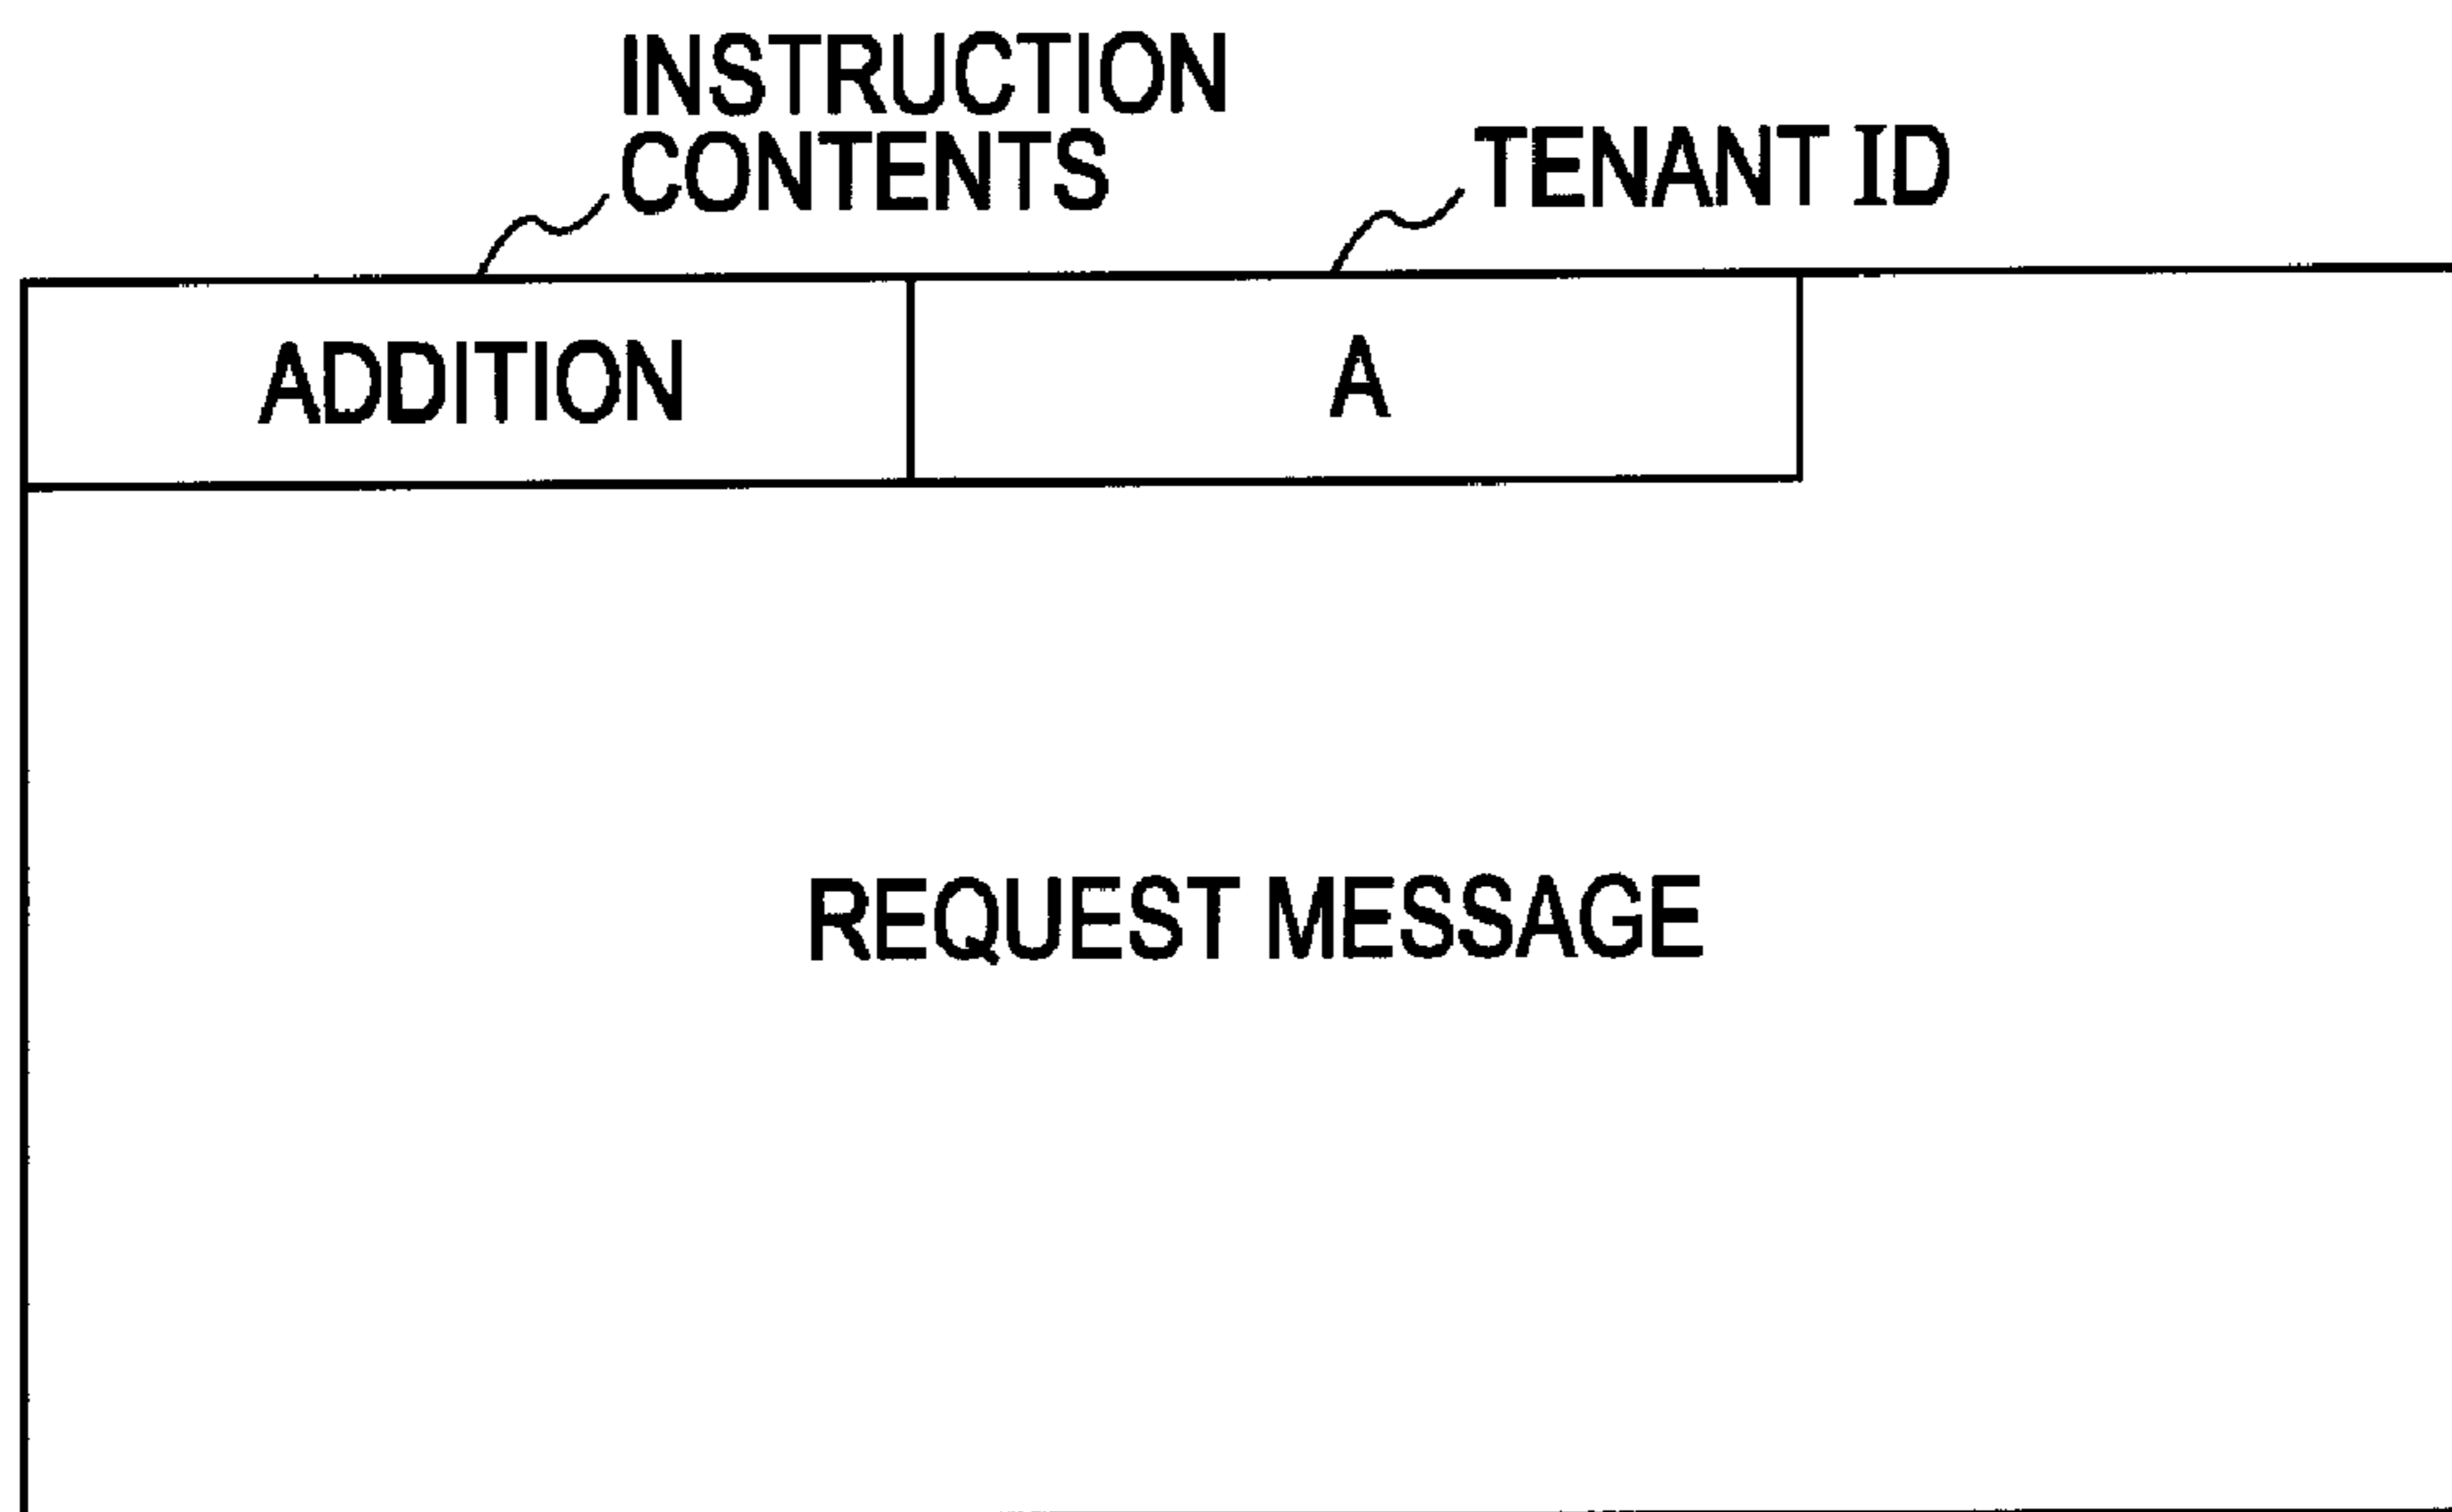 INSTRUCTION
CONTENTS
TENANT ID
ADDITION
A
REQUEST MESSAGE